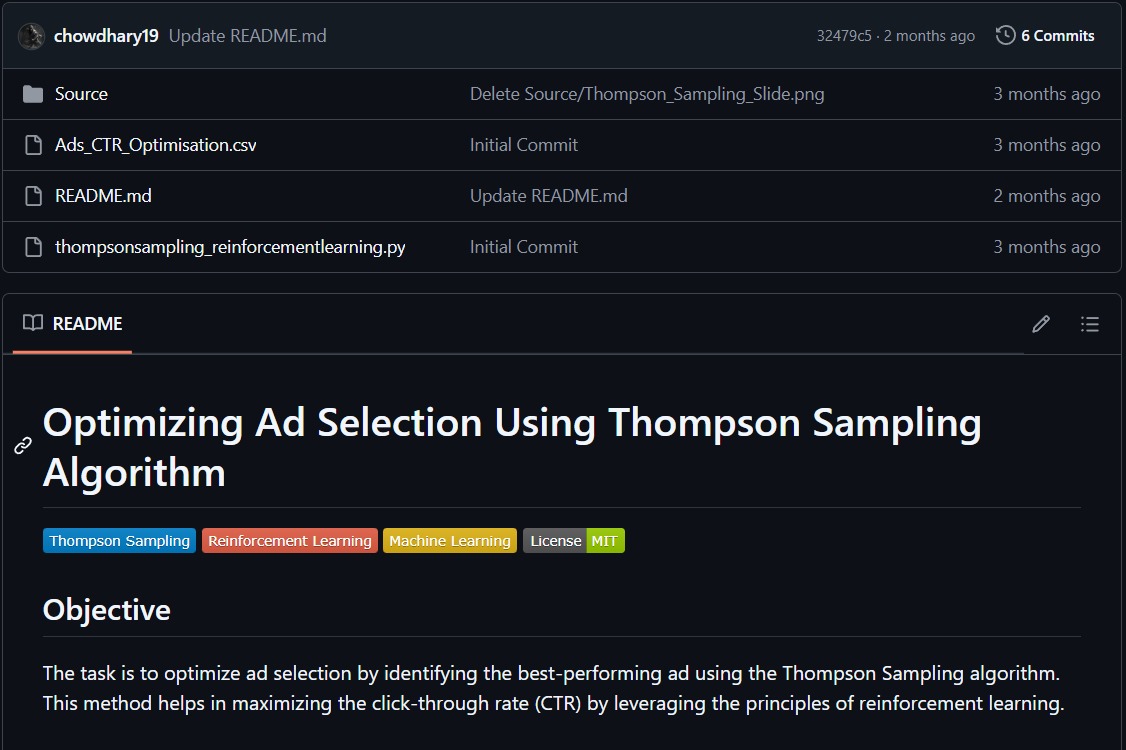 chowdhary19 Update README.md 32479c5 · 2 months ago 6 Commits
Source Delete Source/Thompson_Sampling_Slide.png 3 months ago
Ads_CTR_Optimisation.csv Initial Commit 3 months ago
README.md Update README.md 2 months ago
thompsonsampling_reinforcementlearning.py Initial Commit 3 months ago
README
Optimizing Ad Selection Using Thompson Sampling
Algorithm
Thompson Sampling Reinforcement Learning Machine Learning License MIT
Objective
The task is to optimize ad selection by identifying the best-performing ad using the Thompson Sampling algorithm.
This method helps in maximizing the click-through rate (CTR) by leveraging the principles of reinforcement learning.